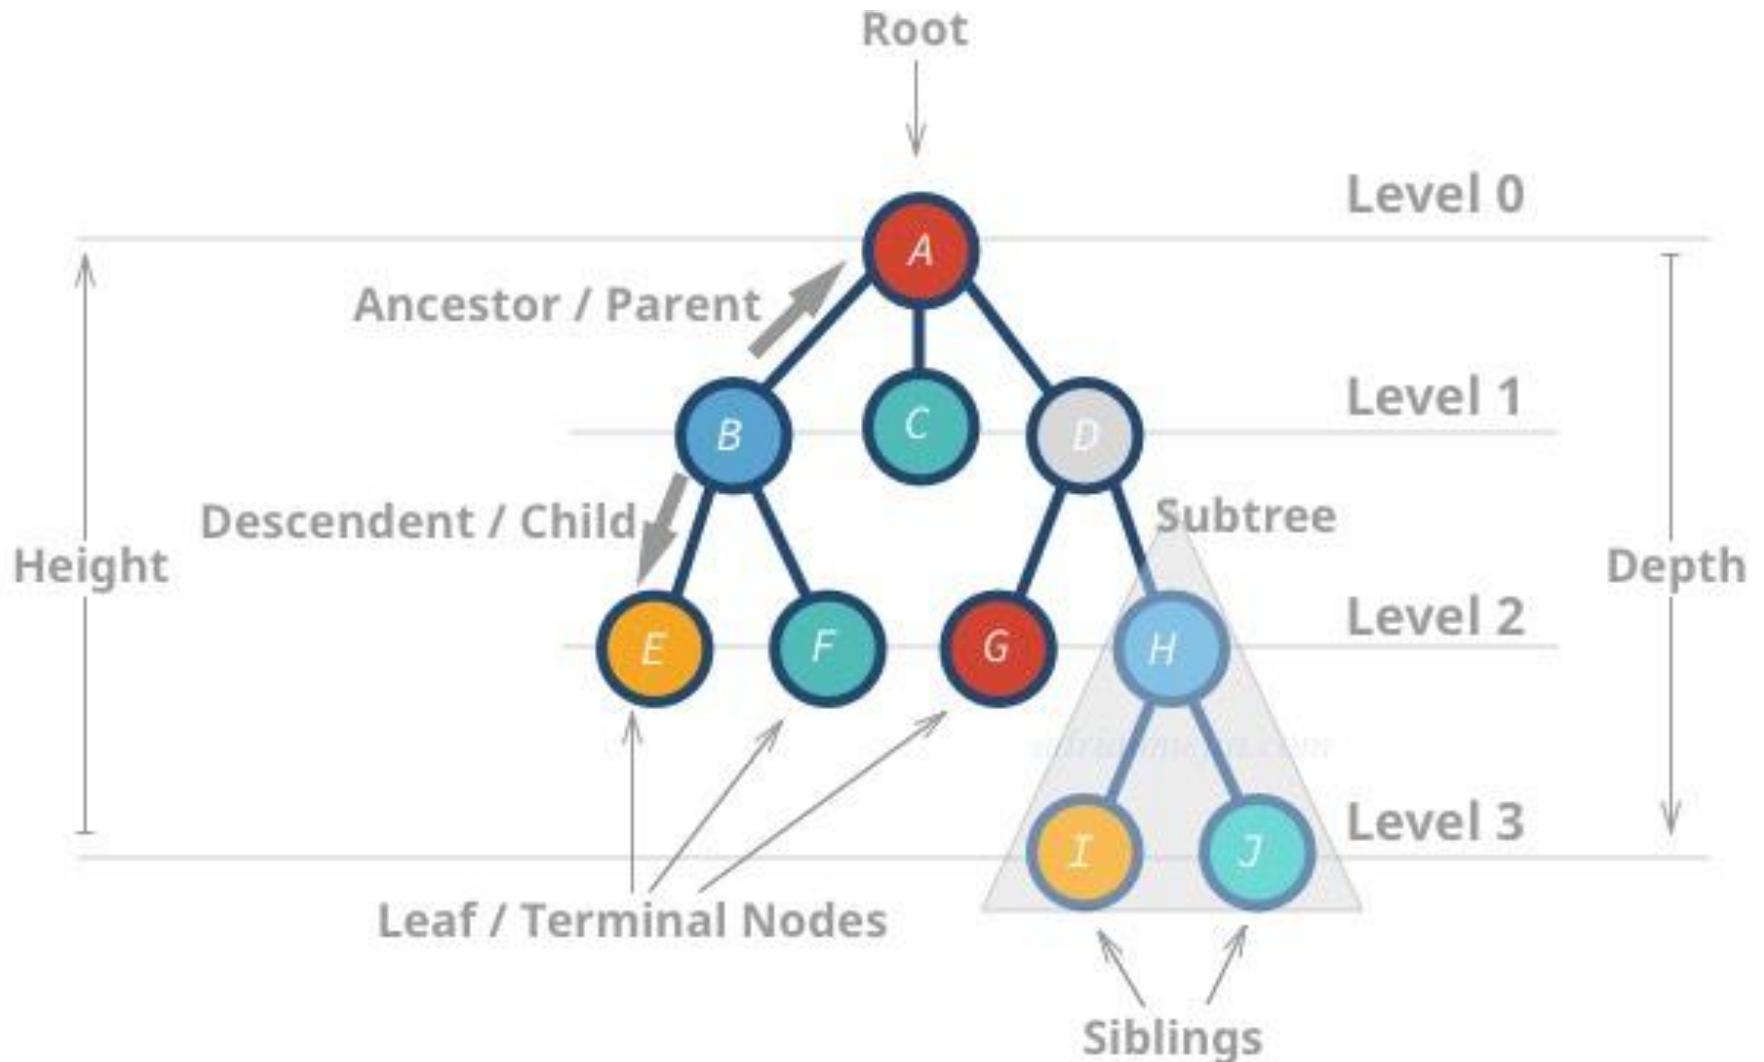 Root
Level 0
A
Ancestor / Parent
Level 1
B
C
D
Descendent / Child
Subtree
Height
Depth
Level 2
E
F
G
H
Level 3
I
J
Leaf / Terminal Nodes
Siblings